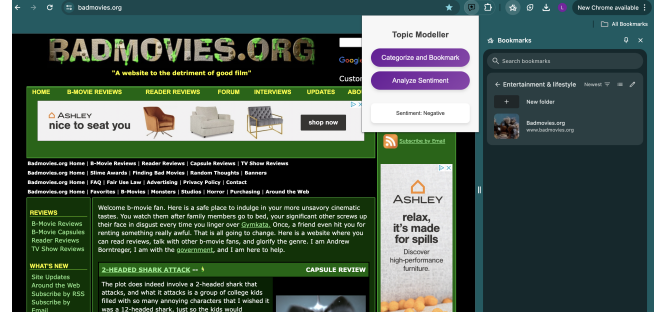 badmovies.org
New Chrome available
All Bookmarks
BADMOVIES.ORG
"A website to the detriment of good film"
Googl
Custor
HOME B-MOVIE REVIEWS READER REVIEWS FORUM INTERVIEWS UPDATES ABO
ASHLEY
nice to seat you
shop now
Subscribe by Email
Badmovies.org Home | B-Movie Reviews | Reader Reviews | Capsule Reviews | TV Show Reviews
Badmovies.org Home | Slime Awards | Finding Bad Movies | Random Thoughts | Banners
Badmovies.org Home | FAQ | Fair Use Law | Advertising | Privacy Policy | Contact
Badmovies.org Home | Favorites | B-Movies | Monsters | Studios | Horror | Purchasing | Around the Web
REVIEWS
B-Movie Reviews
B-Movie Capsules
Reader Reviews
TV Show Reviews
WHAT'S NEW
Site Updates
Around the Web
Subscribe by RSS
Subscribe by
Email
Welcome b-movie fan. Here is a safe place to indulge in your more unsavory cinematic
tastes. You watch them after family members go to bed, your significant other screws up
their face in disgust every time you linger over Gymkata. Once, a friend even hit you for
renting something really awful. That is all going to change. Here is a website where you
can read reviews, talk with other b-movie fans, and glorify the genre. I am Andrew
Borntreger, I am with the government, and I am here to help.
2-HEADED SHARK ATTACK -- CAPSULE REVIEW
The plot does indeed involve a 2-headed shark that
attacks, and what it attacks is a group of college kids
filled with so many annoying characters that I wished it
was a 12-headed shark, just so the kids would
ASHLEY
relax,
it's made
for spills
Discover
high-performance
furniture.
Topic Modeller
Categorize and Bookmark
Analyze Sentiment
Sentiment: Negative
Bookmarks
Search bookmarks
Entertainment & lifestyle Newest
New folder
Badmovies.org
www.badmovies.org